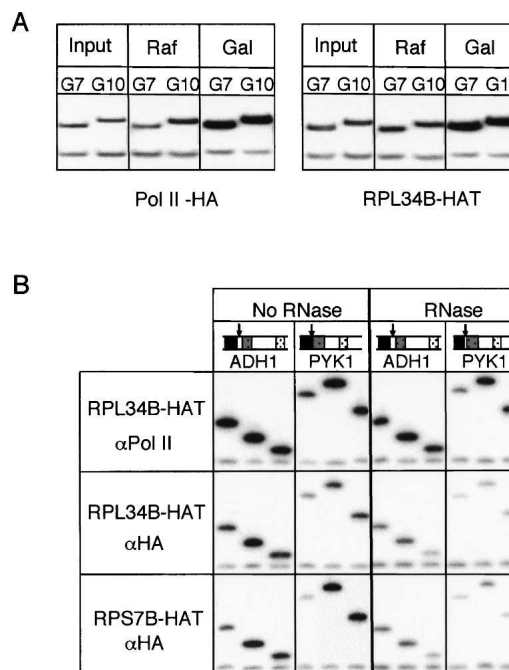 A
Input Raf Gal Input Raf Gal
G7 G10 G7 G10 G7 G10 G7 G10 G7 G10 G7 G1
Pol II -HA RPL34B-HAT
B
No RNase RNase
ADH1 PYK1 ADH1 PYK1
RPL34B-HAT
αPol II
RPL34B-HAT
αHA
RPS7B-HAT
αHA